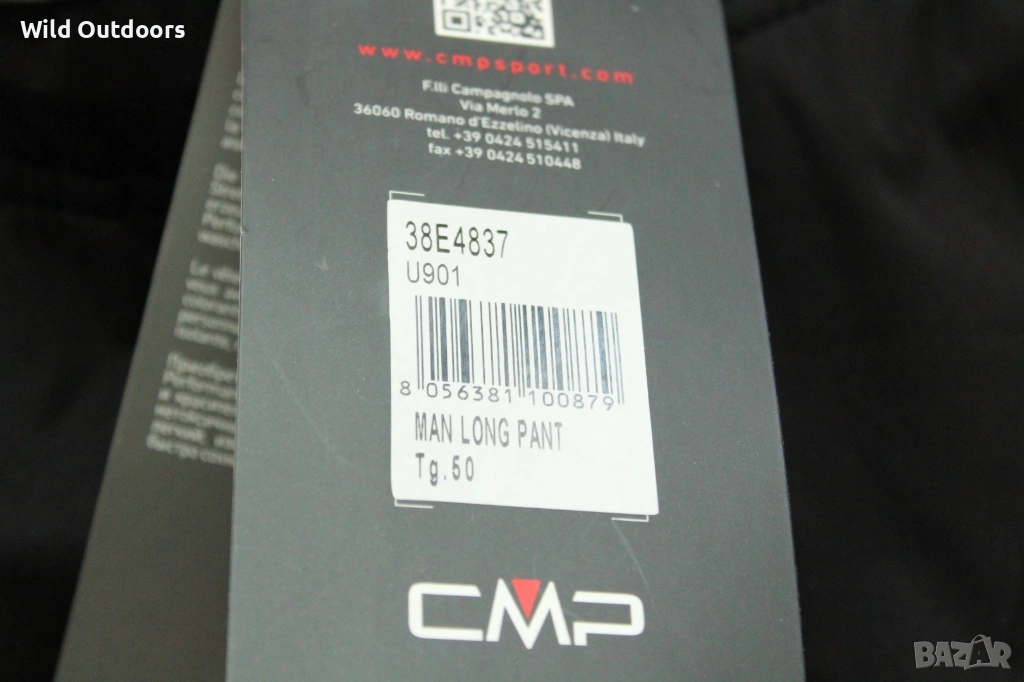 Wild Outdoors
www.cmpsport.com
F.lli Campagnolo SPA
Via Merlo 2
36060 Romano d'Ezzelino (Vicenza) Italy
tel. +39 0424 515411
fax +39 0424 510448
38E4837
U901
8 056381 100879
MAN LONG PANT
Tg.50
CMP
BAZAR